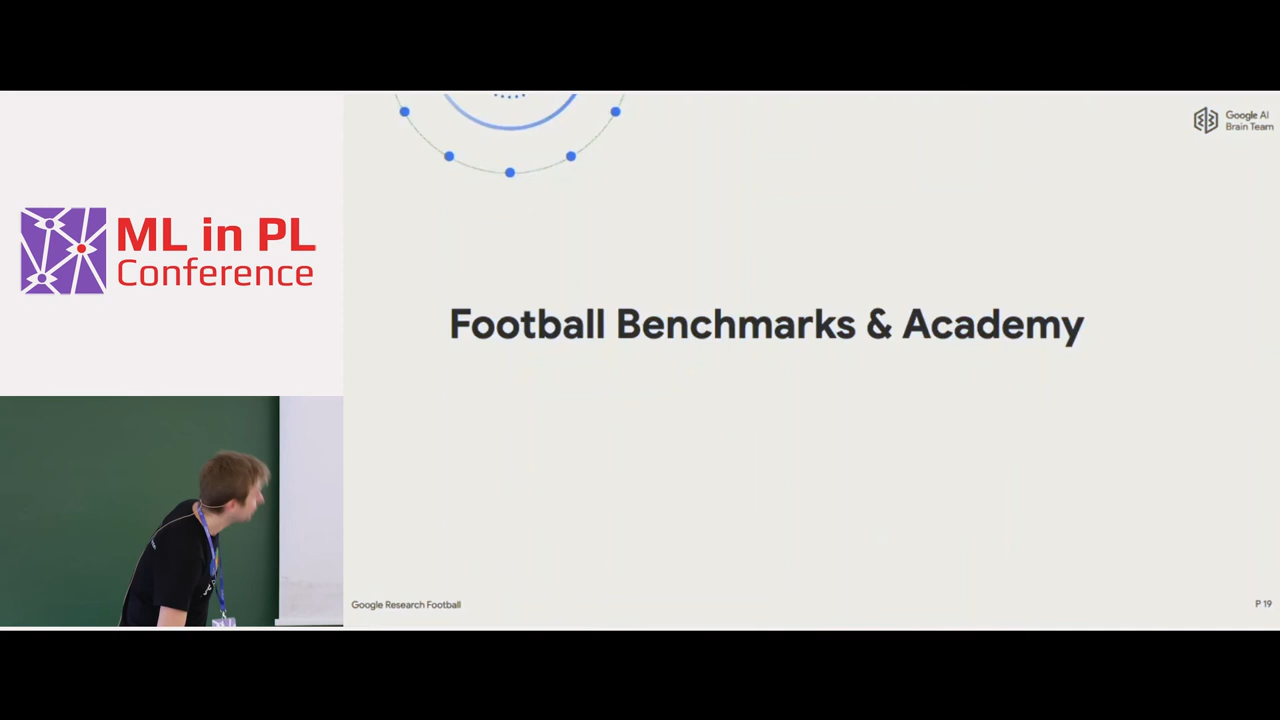 ML in PL
Conference
Google AI
Brain Team
Football Benchmarks & Academy
Google Research Football
P 19